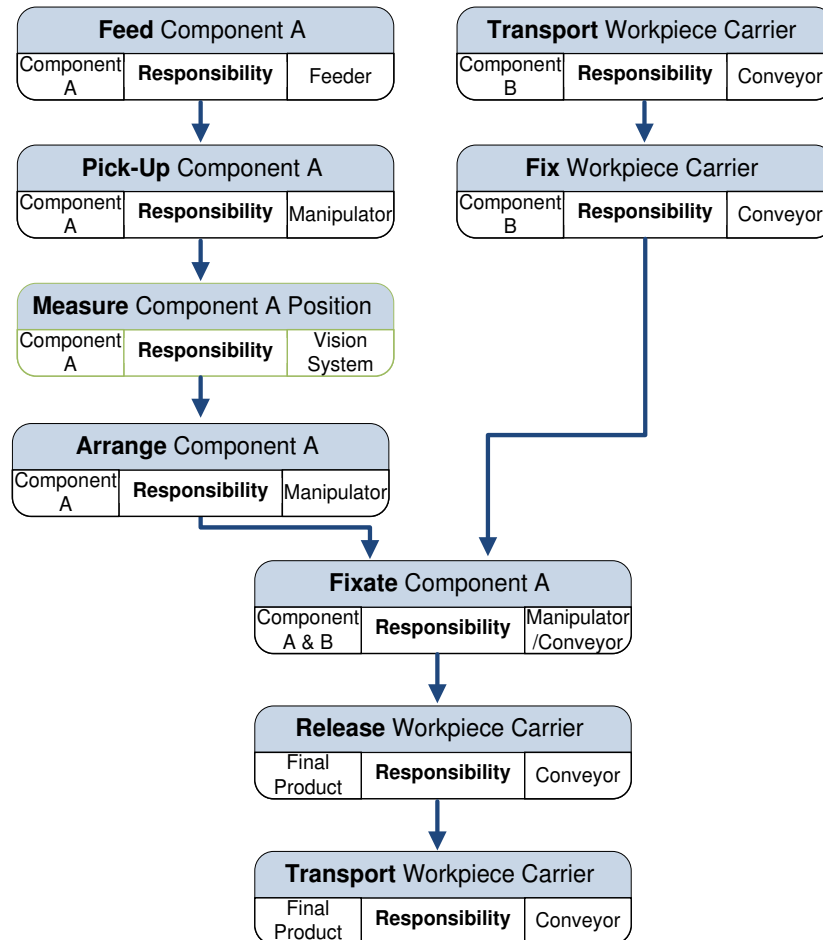 Feed Component A
Component
A
Responsibility
Feeder
Transport Workpiece Carrier
Component
B
Responsibility
Conveyor
Pick-Up Component A
Component
A
Responsibility
Manipulator
Fix Workpiece Carrier
Component
B
Responsibility
Conveyor
Measure Component A Position
Component
A
Responsibility
Vision
System
Arrange Component A
Component
A
Responsibility
Manipulator
Fixate Component A
Component
A & B
Responsibility
Manipulator
/Conveyor
Release Workpiece Carrier
Final
Product
Responsibility
Conveyor
Transport Workpiece Carrier
Final
Product
Responsibility
Conveyor